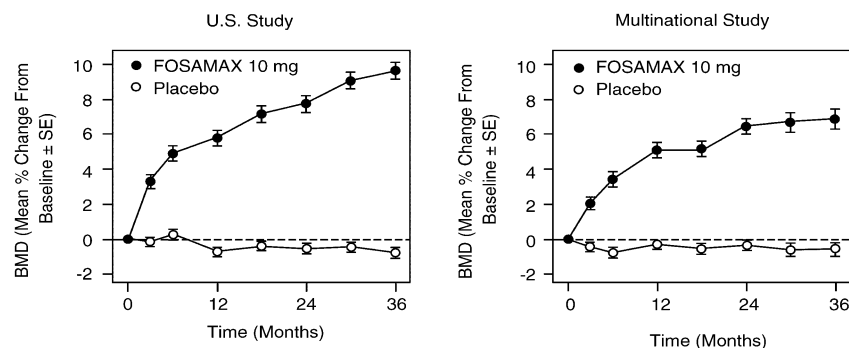 U.S. Study
BMD (Mean % Change From
Baseline ± SE)
10
8
6
4
2
0
-2
FOSAMAX 10 mg
Placebo
0
12
24
36
Time (Months)
Multinational Study
BMD (Mean % Change From
Baseline ± SE)
10
8
6
4
2
0
-2
FOSAMAX 10 mg
Placebo
0
12
24
36
Time (Months)